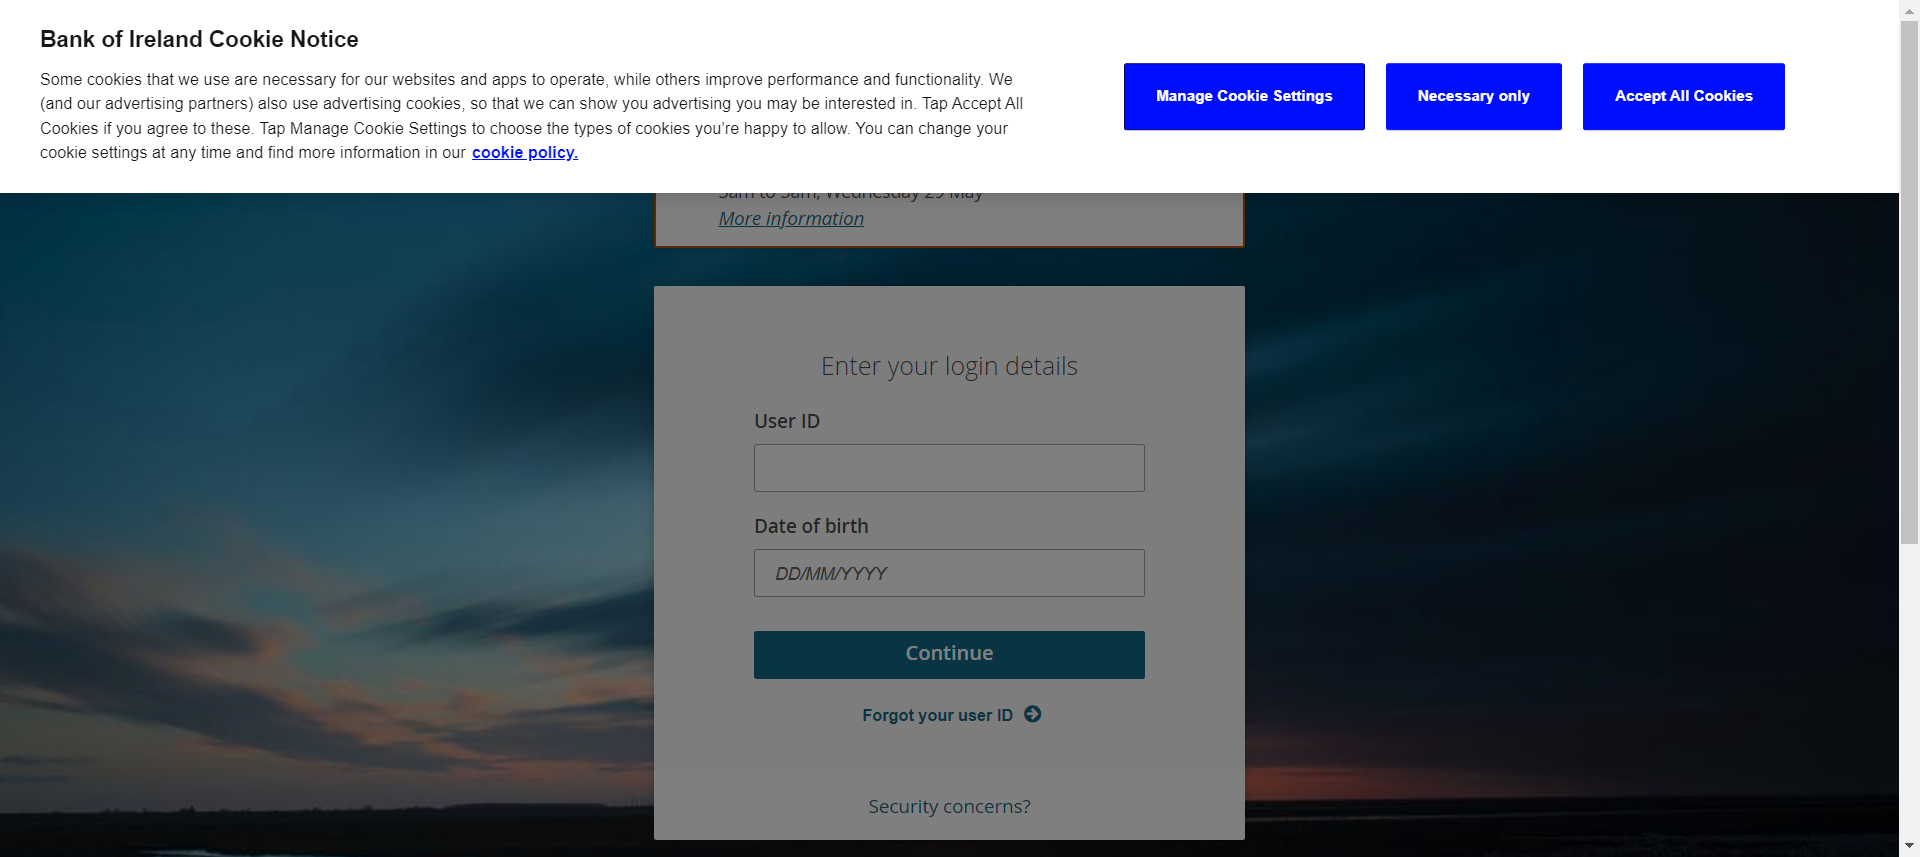 Bank of Ireland Cookie Notice
Some cookies that we use are necessary for our websites and apps to operate, while others improve performance and functionality. We
(and our advertising partners) also use advertising cookies, so that we can show you advertising you may be interested in. Tap Accept All
Cookies if you agree to these. Tap Manage Cookie Settings to choose the types of cookies you’re happy to allow. You can change your
cookie settings at any time and find more information in our cookie policy.
Manage Cookie Settings
Necessary only
Accept All Cookies
to 5am, Wednesday 29 May
More information
Enter your login details
User ID
Date of birth
DD/MM/YYYY
Continue
Forgot your user ID
Security concerns?